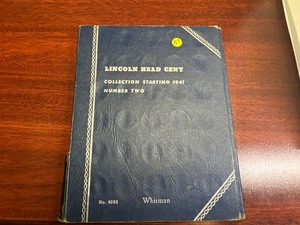 LINCOLN HEAD CENT
COLLECTION STARTING 1941
NUMBER TWO
No. 9030
Whitman